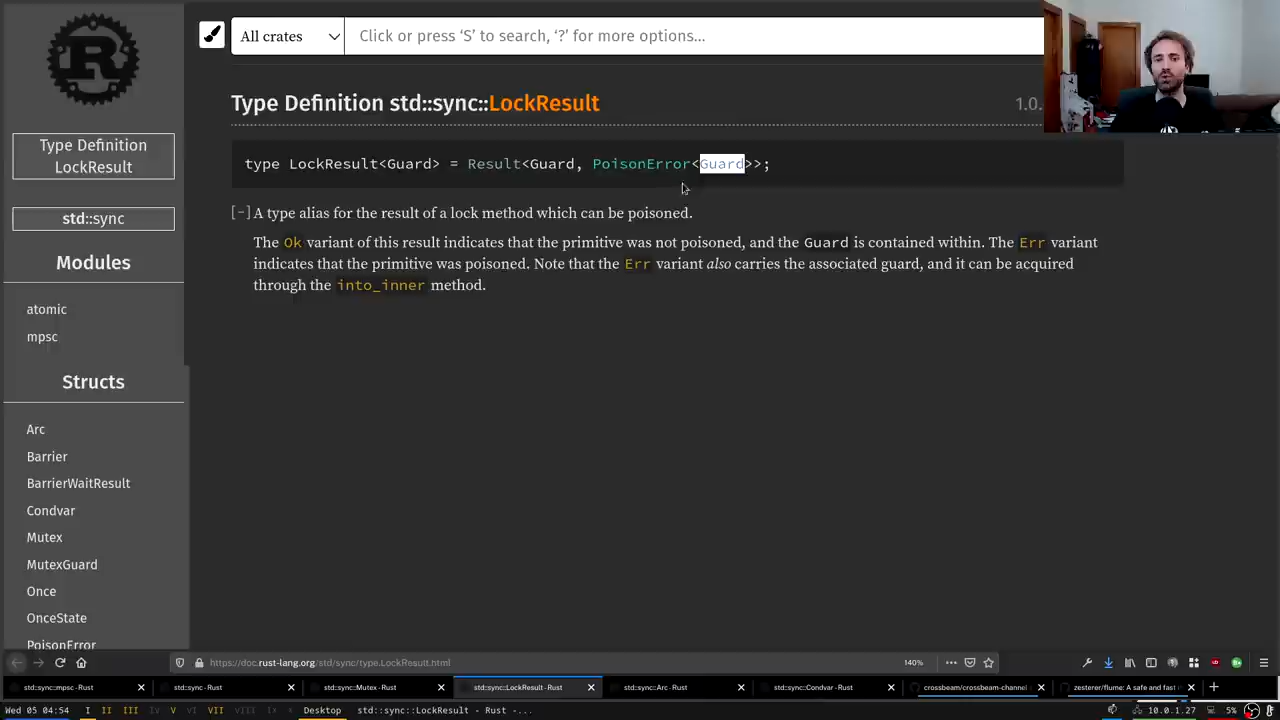 All crates
Click or press ‘S’ to search, ‘?’ for more options…
Type Definition std::sync::LockResult
1.0.
type LockResult<Guard> = Result<Guard, PoisonError<Guard>>;
[−] A type alias for the result of a lock method which can be poisoned.
The Ok variant of this result indicates that the primitive was not poisoned, and the Guard is contained within. The Err variant
indicates that the primitive was poisoned. Note that the Err variant also carries the associated guard, and it can be acquired
through the into_inner method.
Type Definition
LockResult
std::sync
Modules
atomic
mpsc
Structs
Arc
Barrier
BarrierWaitResult
Condvar
Mutex
MutexGuard
Once
OnceState
PoisonError
https://doc.rust-lang.org/std/sync/type.LockResult.html
140%
std::sync::mpsc - Rust
std::sync - Rust
std::sync::Mutex - Rust
std::sync::LockResult - Rust
std::sync::Arc - Rust
std::sync::Condvar - Rust
crossbeam/crossbeam-channel
zesterer/flume: A safe and fast
Wed 05 04:54 I II III IV V VI VII VIII IX X Desktop std::sync::LockResult - Rust -... 10.0.1.27 5%